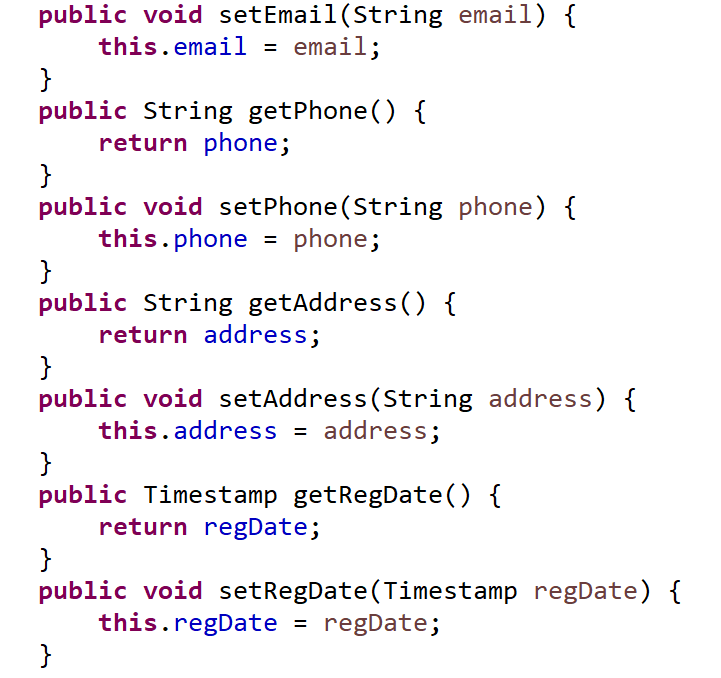 public void setEmail(String email) {
    this.email = email;
}
public String getPhone() {
    return phone;
}
public void setPhone(String phone) {
    this.phone = phone;
}
public String getAddress() {
    return address;
}
public void setAddress(String address) {
    this.address = address;
}
public Timestamp getRegDate() {
    return regDate;
}
public void setRegDate(Timestamp regDate) {
    this.regDate = regDate;
}